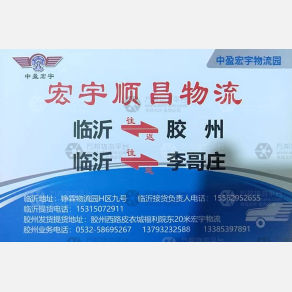 中盈宏宇
中盈宏宇物流园
宏宇顺昌物流
临沂 往返 胶州
临沂 往返 李哥庄
临沂地址：铮霖物流园H区九号 临沂接货负责人电话：15562952655
临沂提货电话：15315072911
胶州发货提货地址：胶州西路皮衣城福利院东20米宏宇物流
胶州业务电话：0532-58695267 13793232588 13385397891